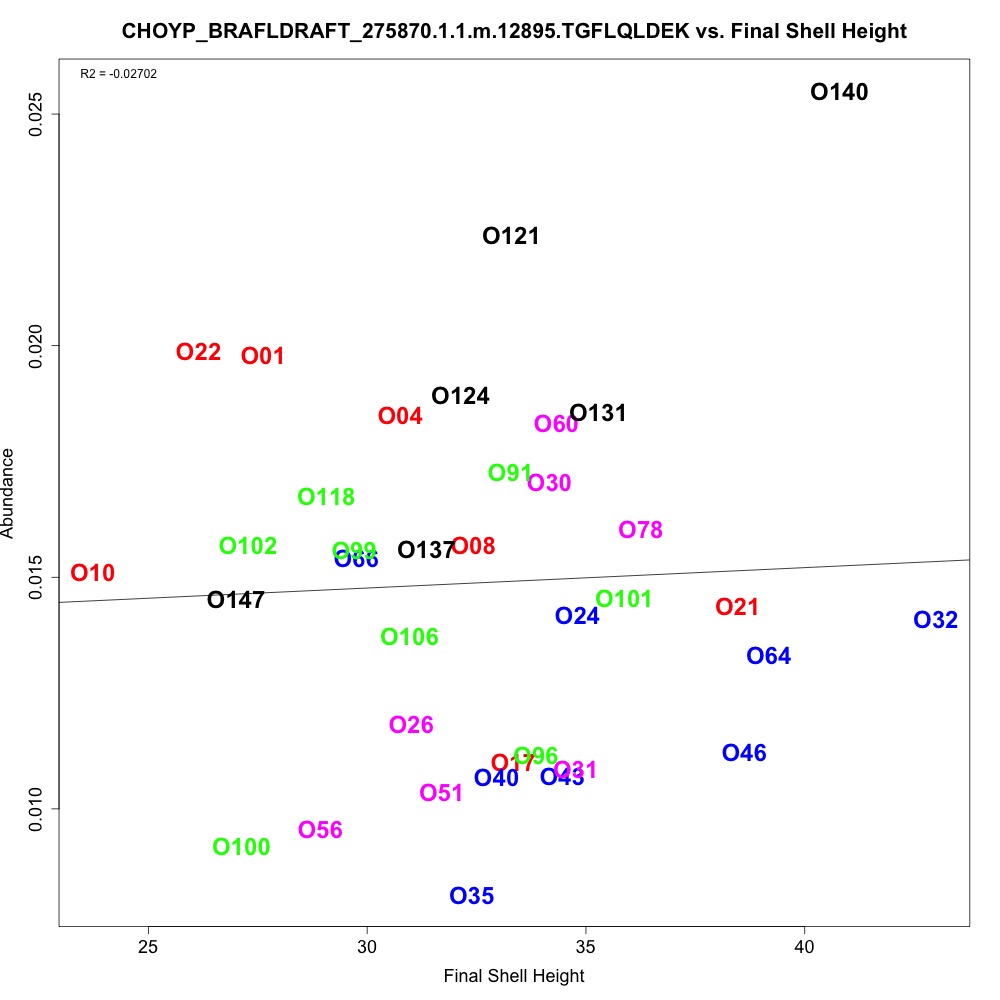 CHOYP_BRAFLDRAFT_275870.1.1.m.12895.TGFLQLDEK vs. Final Shell Height
R2 = -0.02702
O140
O121
O22
O01
O124
O04
O131
O60
O91
O30
O118
O78
O102
O99
O66
O137
O08
O10
O147
O101
O21
O24
O32
O106
O64
O26
O96
O17
O46
O31
O43
O40
O51
O56
O100
O35
0.025
0.020
0.015
0.010
Abundance
25 30 35 40
Final Shell Height